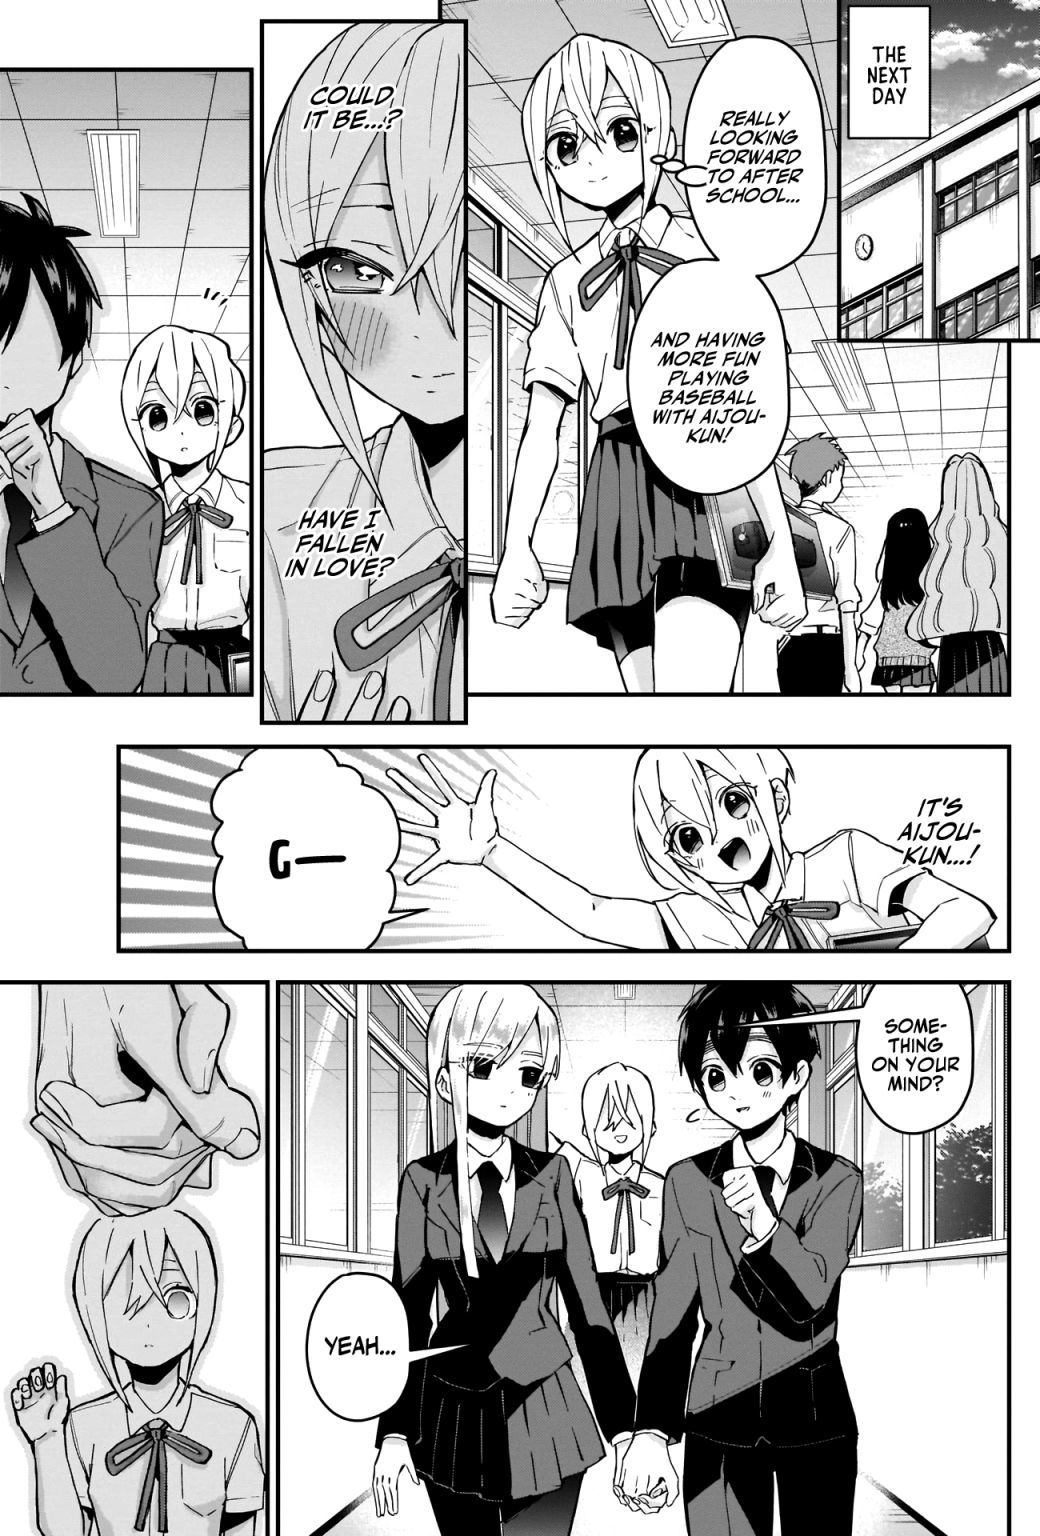 THE
NEXT
DAY
REALLY
LOOKING
FORWARD
TO AFTER
SCHOOL...
AND HAVING
MORE FUN
PLAYING
BASEBALL
WITH AIJOU-
KUN!
COULD
IT BE...?
HAVE I
FALLEN
IN LOVE?
IT'S
AIJOU-
KUN...!
G—
SOME-
THING
ON YOUR
MIND?
YEAH...